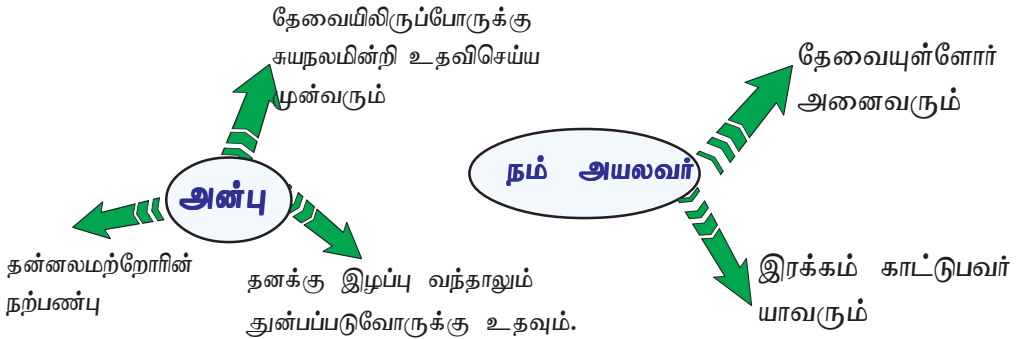 தேவையிலிருப்போருக்கு
சுயநலமின்றி உதவிசெய்ய
முன்வரும்
அன்பு
தன்னலமற்றோரின்
நற்பண்பு
தனக்கு இழப்பு வந்தாலும்
துன்பப்படுவோருக்கு உதவும்.
தேவையுள்ளோர்
அனைவரும்
நம் அயலவர்
இரக்கம் காட்டுபவர்
யாவரும்